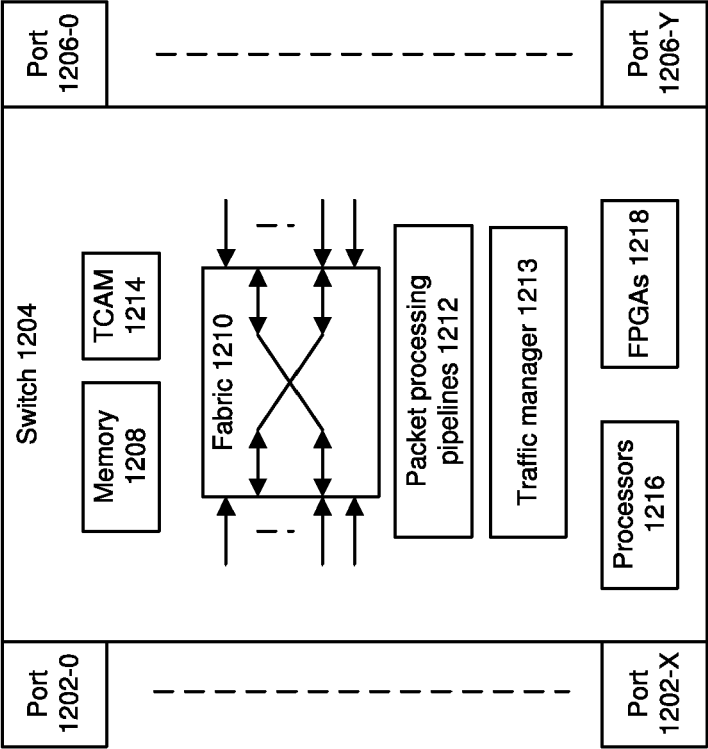 Switch 1204
Port
1202-0
Port
1202-X
Port
1206-0
Port
1206-Y
Memory
1208
TCAM
1214
Fabric 1210
Packet processing
pipelines 1212
Traffic manager 1213
Processors
1216
FPGAs 1218